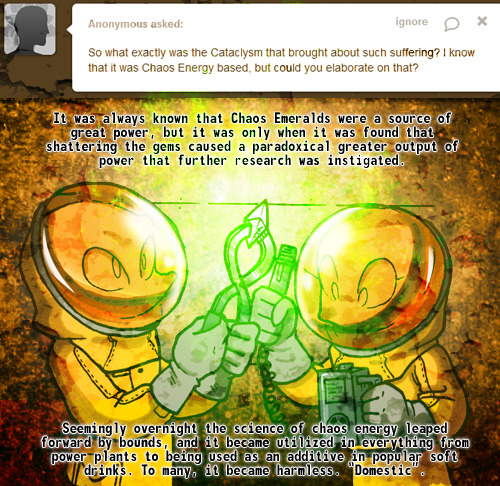 Anonymous asked:
ignore
So what exactly was the Cataclysm that brought about such suffering? I know
that it was Chaos Energy based, but could you elaborate on that?
It was always known that Chaos Emeralds were a source of
great power, but it was only when it was found that
shattering the gems caused a paradoxical greater output of
power that further research was instigated.
Seemingly overnight the science of chaos energy leaped
forward by bounds, and it became utilized in everything from
power plants to being used as an additive in popular soft
drinks. To many, it became harmless. "Domestic".